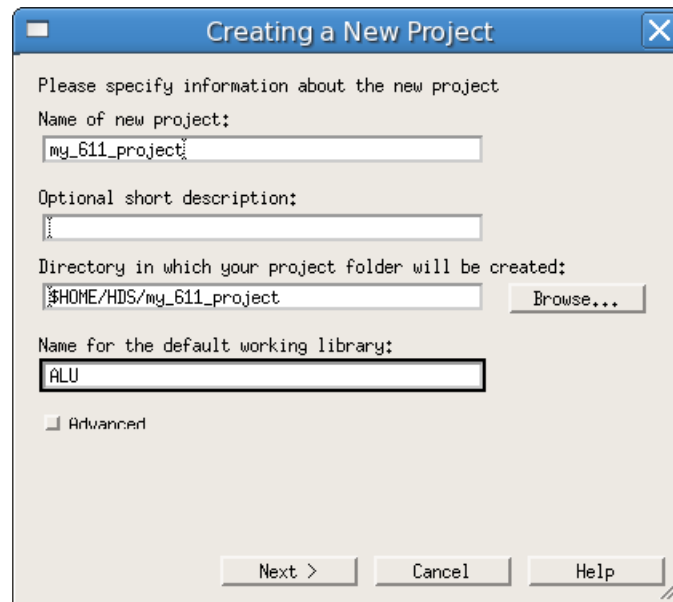 Creating a New Project
Please specify information about the new project
Name of new project:
my_611_project
Optional short description:
Directory in which your project folder will be created:
$HOME/HDS/my_611_project
Browse...
Name for the default working library:
ALU
Advanced
Next >
Cancel
Help